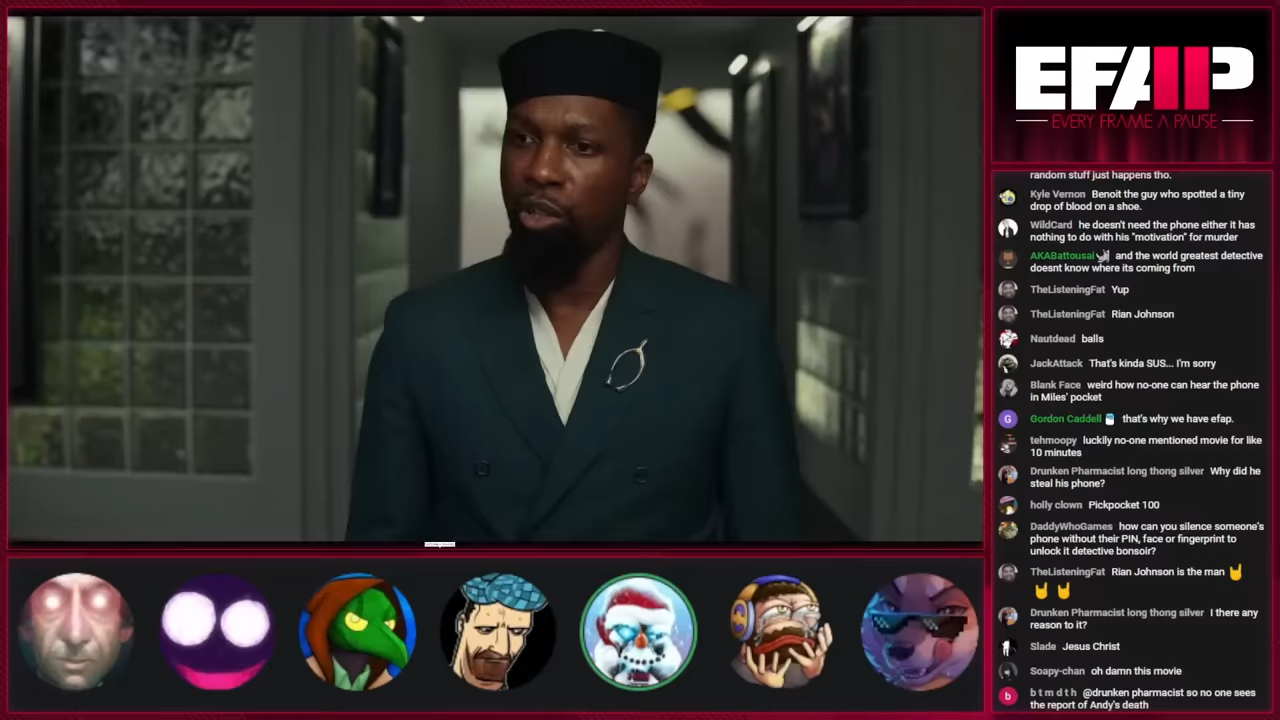 EFAP
EVERY FRAME A PAUSE
random stuff just happens tho.
Kyle Vernon Benoit the guy who spotted a tiny
drop of blood on a shoe.
WildCard he doesn't need the phone either it has
nothing to do with his "motivation" for murder
AKABattousai and the world greatest detective
doesnt know where its coming from
TheListeningFat Yup
TheListeningFat Rian Johnson
Nautdead balls
JackAttack That's kinda SUS... I'm sorry
Blank Face weird how no-one can hear the phone
in Miles' pocket
G
Gordon Caddell that's why we have efap.
tehmoopy luckily no-one mentioned movie for like
10 minutes
Drunken Pharmacist long thong silver Why did he
steal his phone?
holly clown Pickpocket 100
DaddyWhoGames how can you silence someone's
phone without their PIN, face or fingerprint to
unlock it detective bonsoir?
TheListeningFat Rian Johnson is the man 🤘
🤘 🤘
Drunken Pharmacist long thong silver I there any
reason to it?
Slade Jesus Christ
Soapy-chan oh damn this movie
b
b t m d t h @drunken pharmacist so no one sees
the report of Andy's death